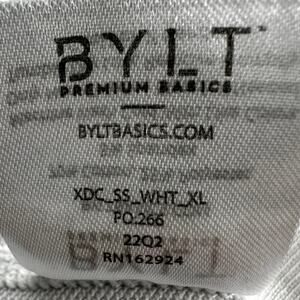 BYLT
PREMIUM BASICS
BYLTBASICS.COM
XDC_SS_WHT_XL
PO:266
22Q2
RN162924